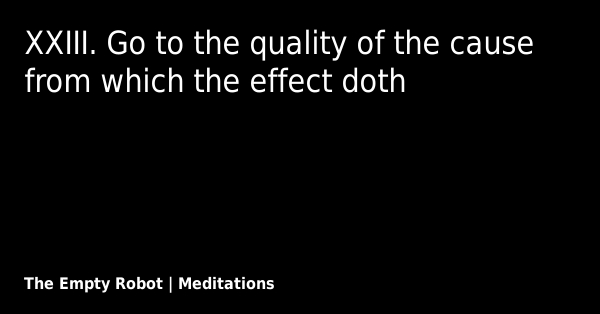 XXIII. Go to the quality of the cause
from which the effect doth
The Empty Robot | Meditations